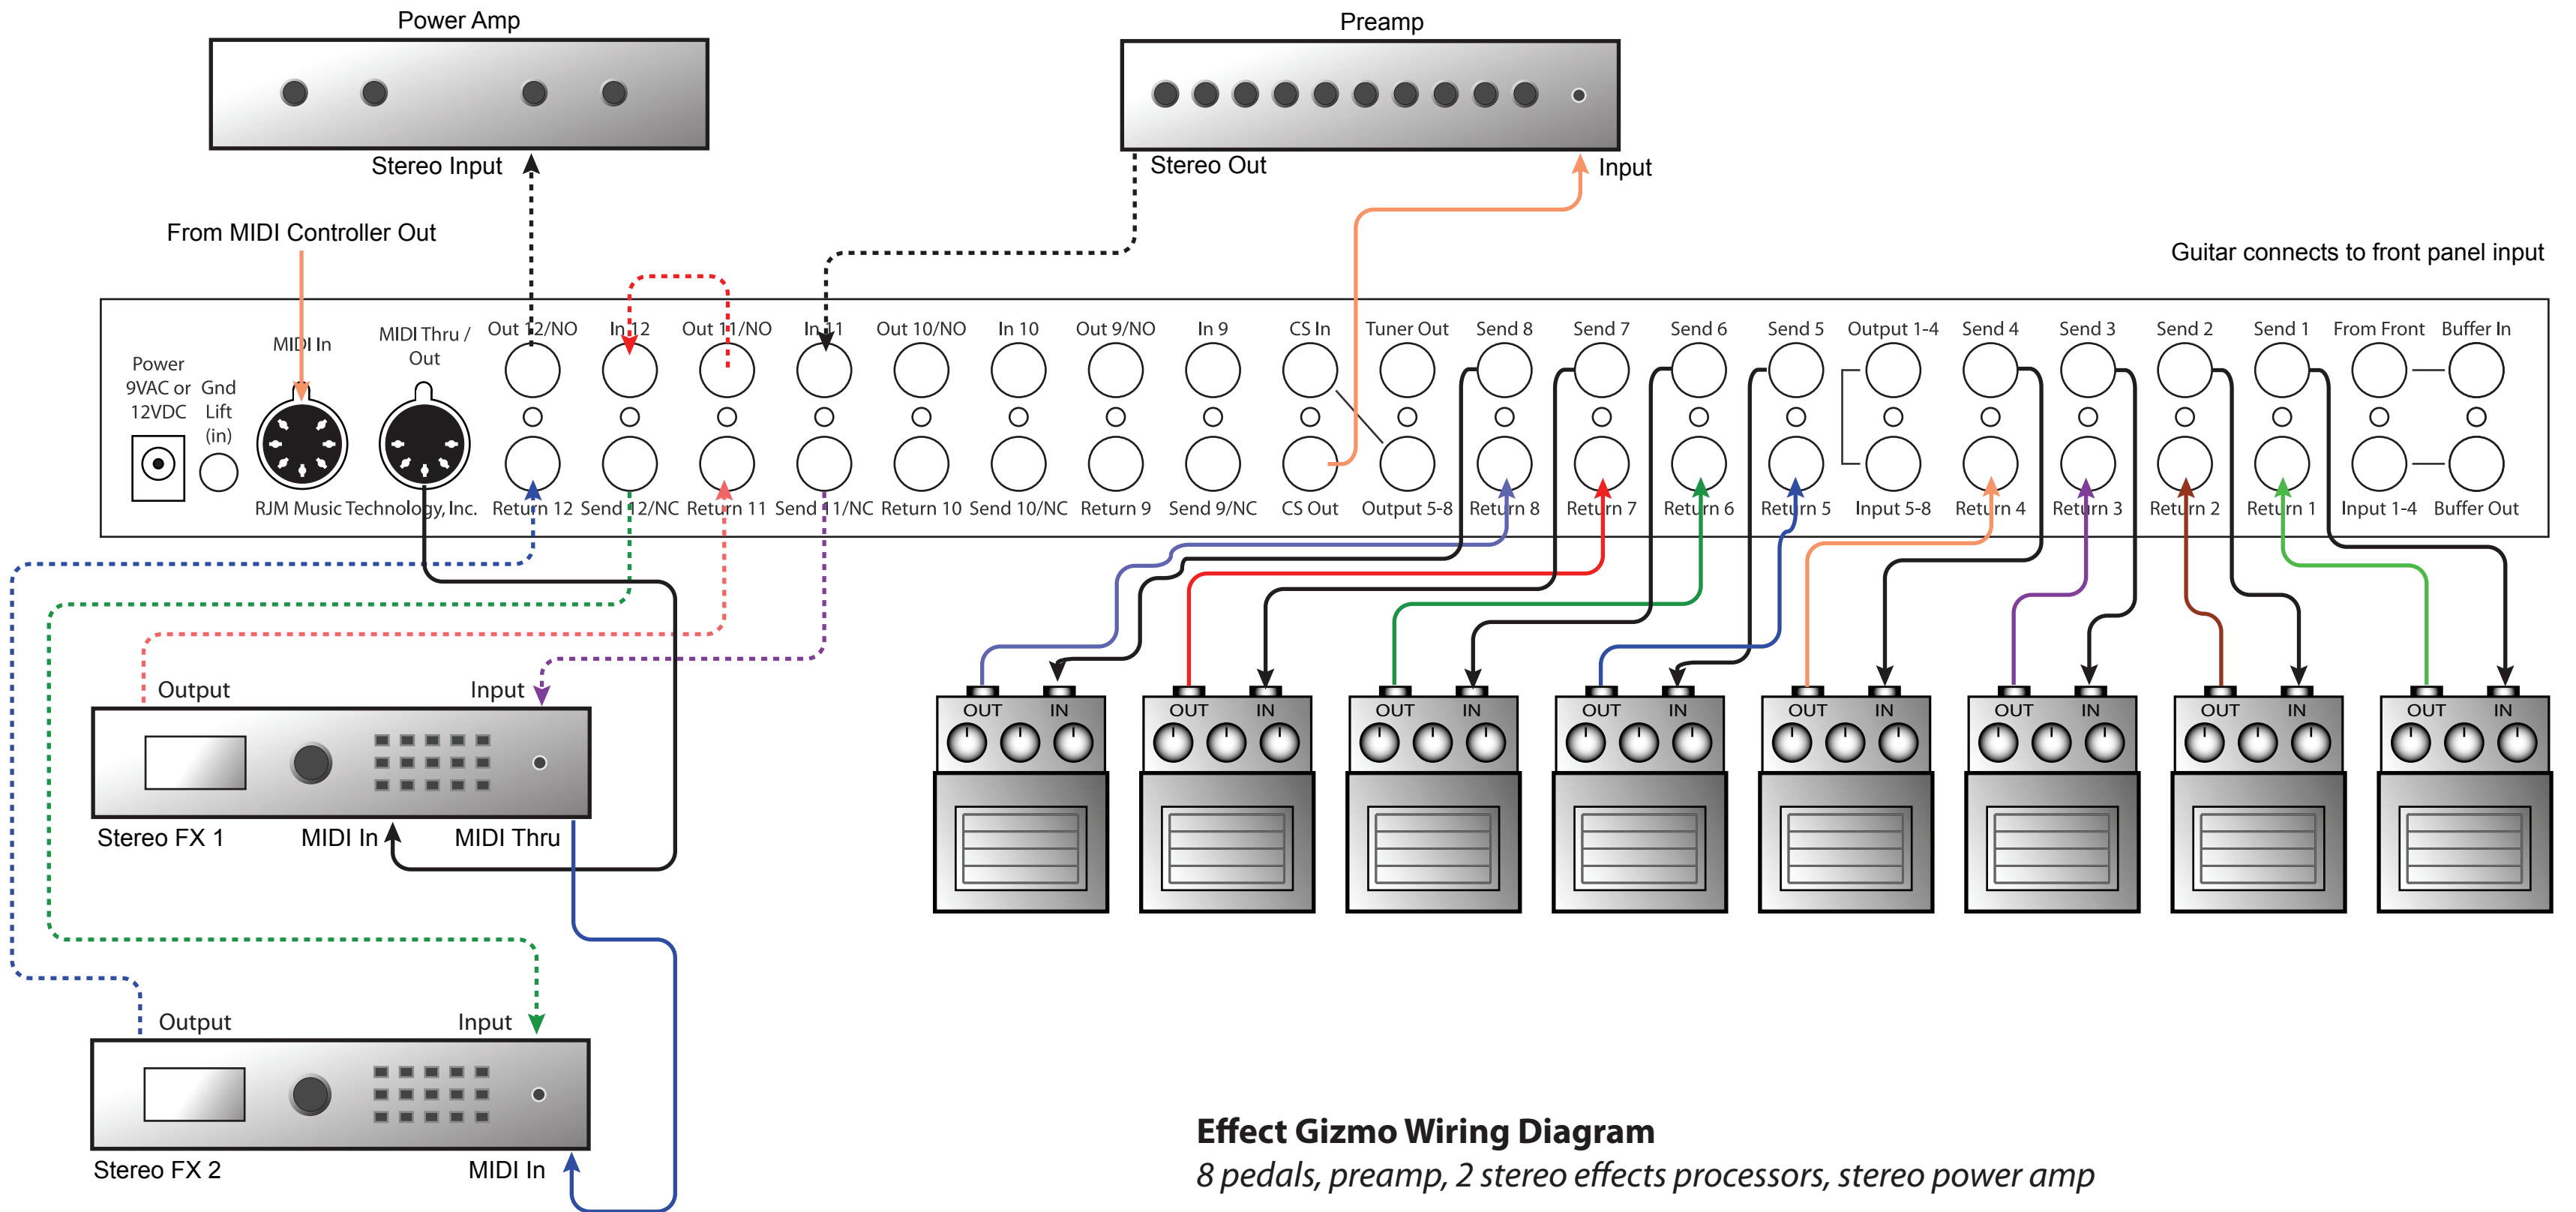 Power Amp
Preamp
Stereo Input
Stereo Out
Input
From MIDI Controller Out
Guitar connects to front panel input
Out 12/NO
In 12
Out 11/NO
In 11
Out 10/NO
In 10
Out 9/NO
In 9
CS In
Tuner Out
Send 8
Send 7
Send 6
Send 5
Output 1-4
Send 4
Send 3
Send 2
Send 1
From Front
Buffer In
MIDI In
MIDI Thru /
Out
Power
9VAC or
12VDC
Gnd
Lift
(in)
RJM Music Technology, Inc.
Return 12
Send 12/NC
Return 11
Send 11/NC
Return 10
Send 10/NC
Return 9
Send 9/NC
CS Out
Output 5-8
Return 8
Return 7
Return 6
Return 5
Input 5-8
Return 4
Return 3
Return 2
Return 1
Input 1-4
Buffer Out
Output
Input
OUT IN
OUT IN
OUT IN
OUT IN
OUT IN
OUT IN
OUT IN
OUT IN
Stereo FX 1
MIDI In
MIDI Thru
Output
Input
Stereo FX 2
MIDI In
Effect Gizmo Wiring Diagram
8 pedals, preamp, 2 stereo effects processors, stereo power amp